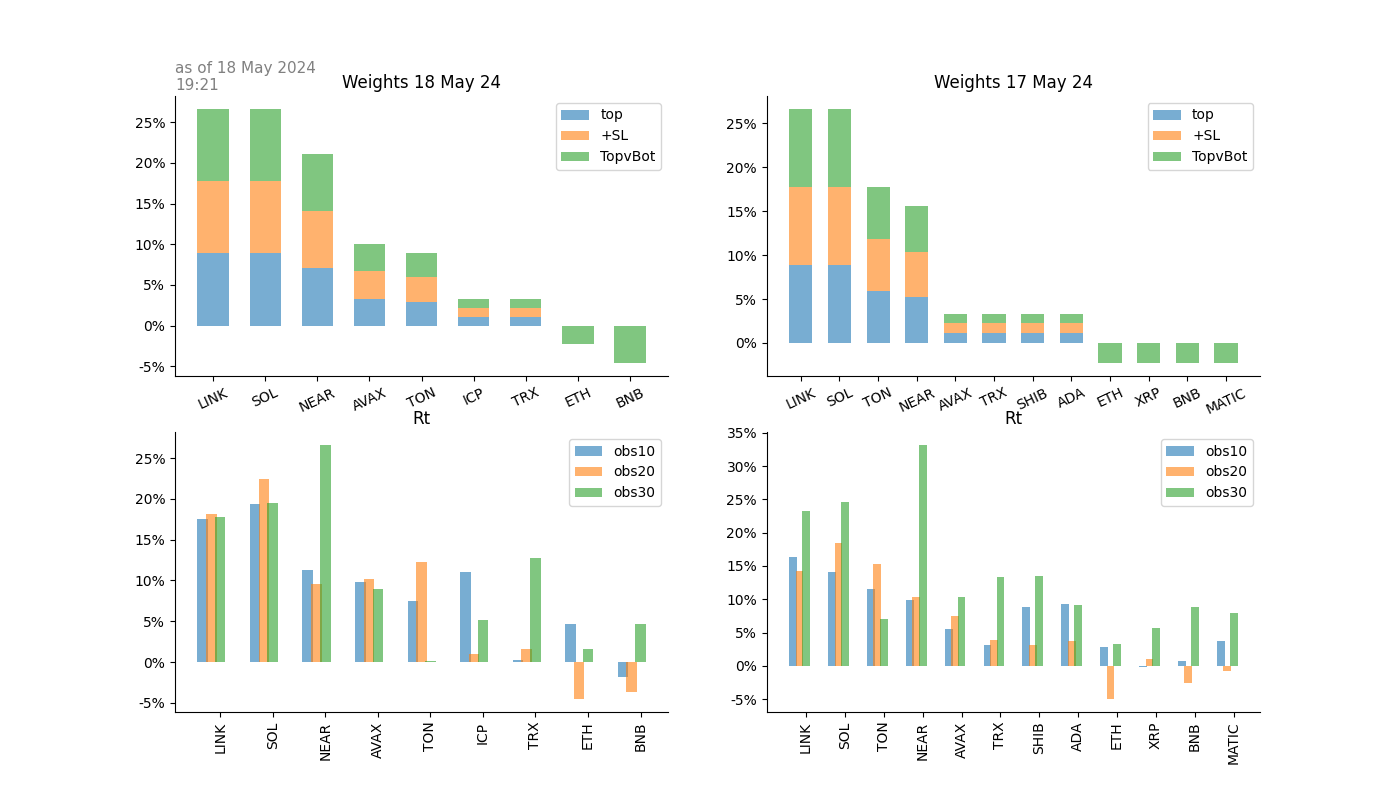 as of 18 May 2024
19:21
Weights 18 May 24
25%
20%
15%
10%
5%
0%
-5%
top
+SL
TopvBot
LINK SOL NEAR AVAX TON ICP TRX ETH BNB
Weights 17 May 24
25%
20%
15%
10%
5%
0%
top
+SL
TopvBot
LINK SOL TON NEAR AVAX TRX SHIB ADA ETH XRP BNB MATIC
Rt
25%
20%
15%
10%
5%
0%
-5%
obs10
obs20
obs30
LINK SOL NEAR AVAX TON ICP TRX ETH BNB
Rt
35%
30%
25%
20%
15%
10%
5%
0%
-5%
obs10
obs20
obs30
LINK SOL TON NEAR AVAX TRX SHIB ADA ETH XRP BNB MATIC